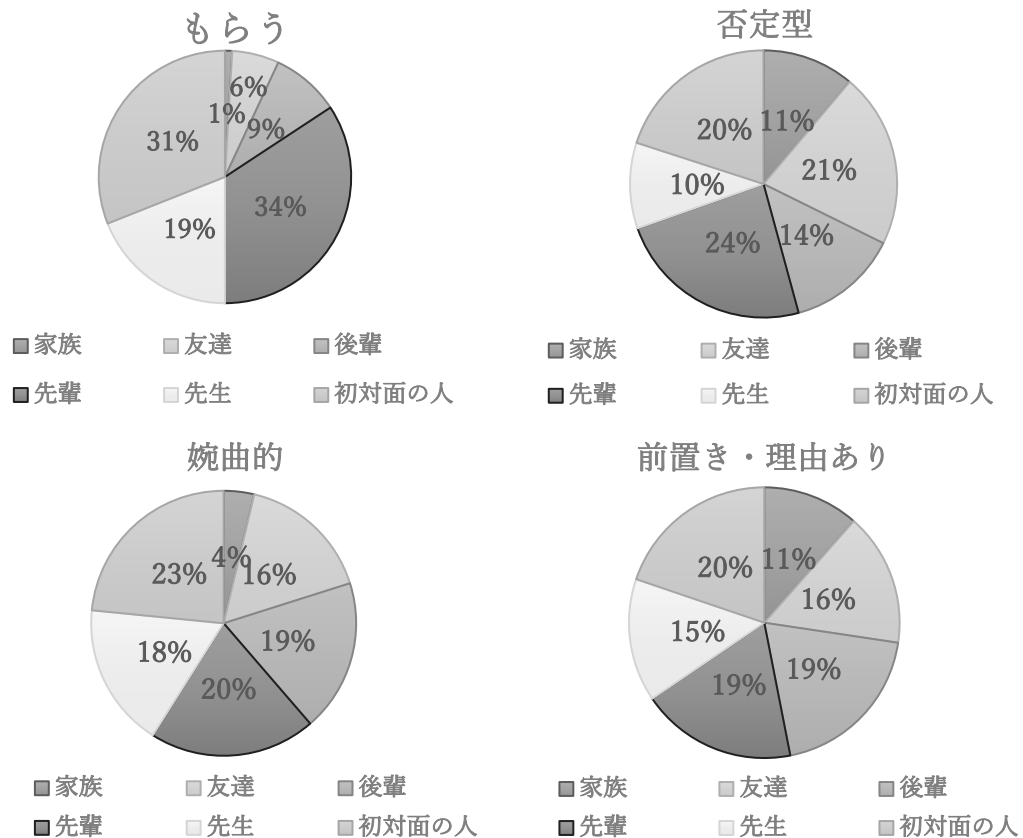 もらう
1%
6%
9%
34%
19%
31%
家族 友達 後輩
先輩 先生 初対面の人
否定型
11%
21%
14%
24%
10%
20%
家族 友達 後輩
先輩 先生 初対面の人
婉曲的
4%
16%
19%
20%
18%
23%
家族 友達 後輩
先輩 先生 初対面の人
前置き・理由あり
11%
16%
19%
19%
15%
20%
家族 友達 後輩
先輩 先生 初対面の人